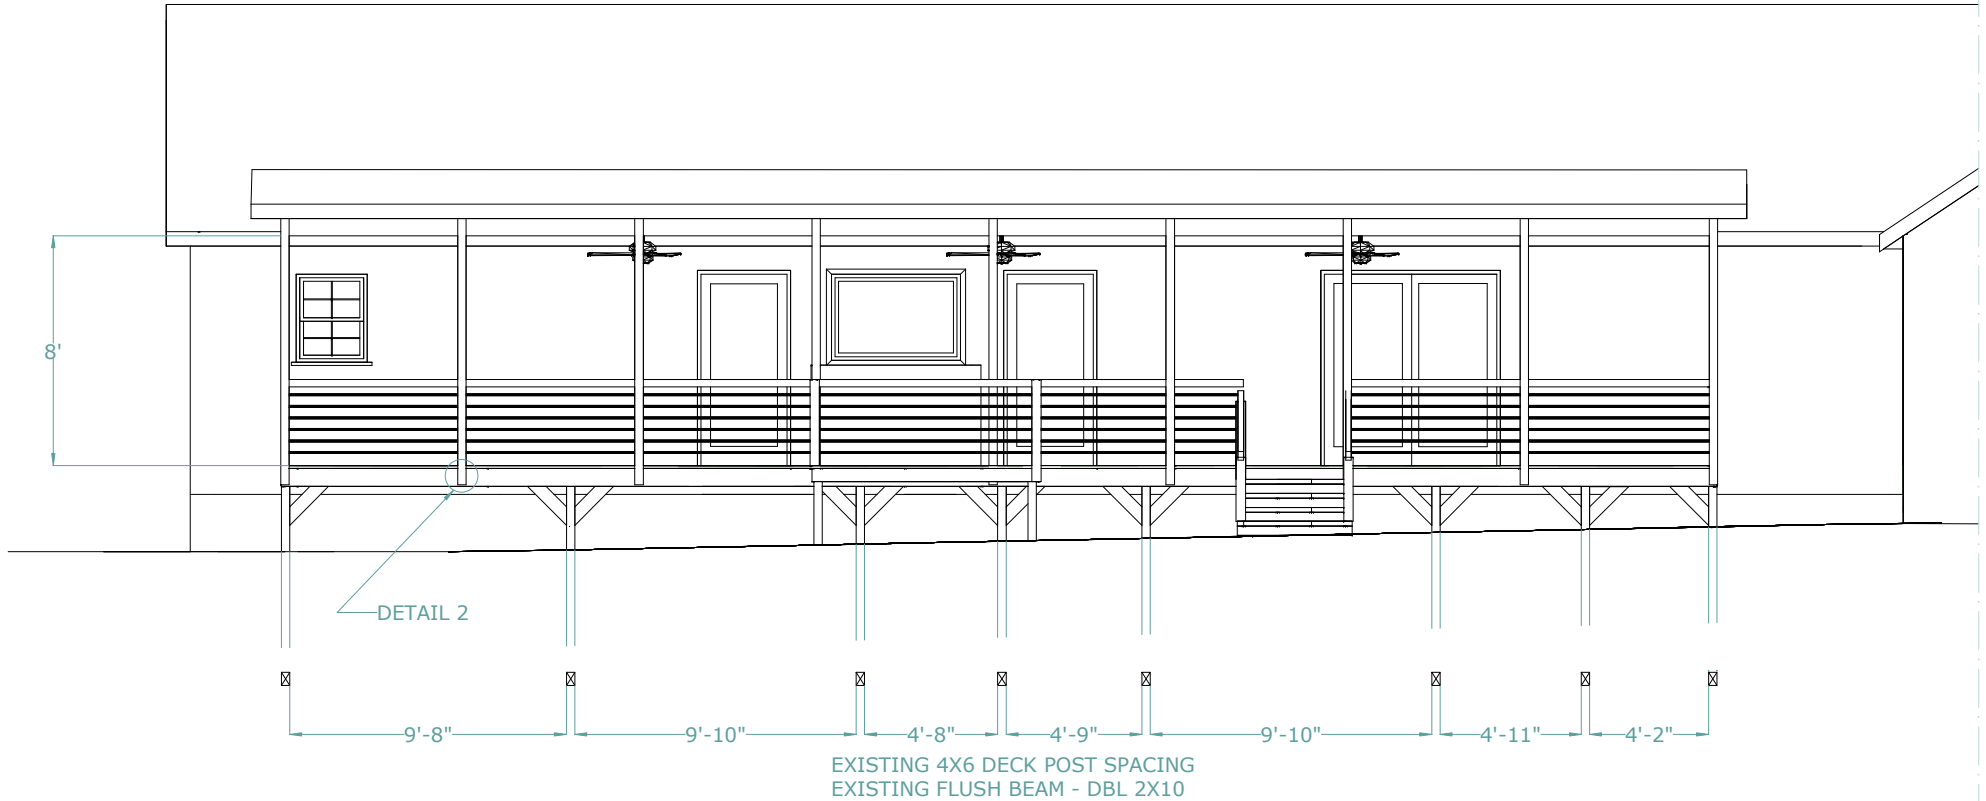 8'
DETAIL 2
9'-8" 9'-10" 4'-8" 4'-9" 9'-10" 4'-11" 4'-2"
EXISTING 4X6 DECK POST SPACING
EXISTING FLUSH BEAM - DBL 2X10